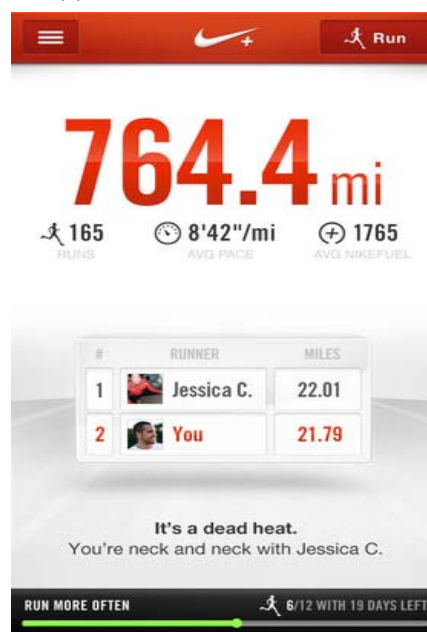 Run
764.4 mi
165 8'42"/mi 1765
RUNS AVG PACE AVG NIKEFUEL
# RUNNER MILES
1 Jessica C. 22.01
2 You 21.79
It's a dead heat.
You're neck and neck with Jessica C.
RUN MORE OFTEN 6/12 WITH 19 DAYS LEFT